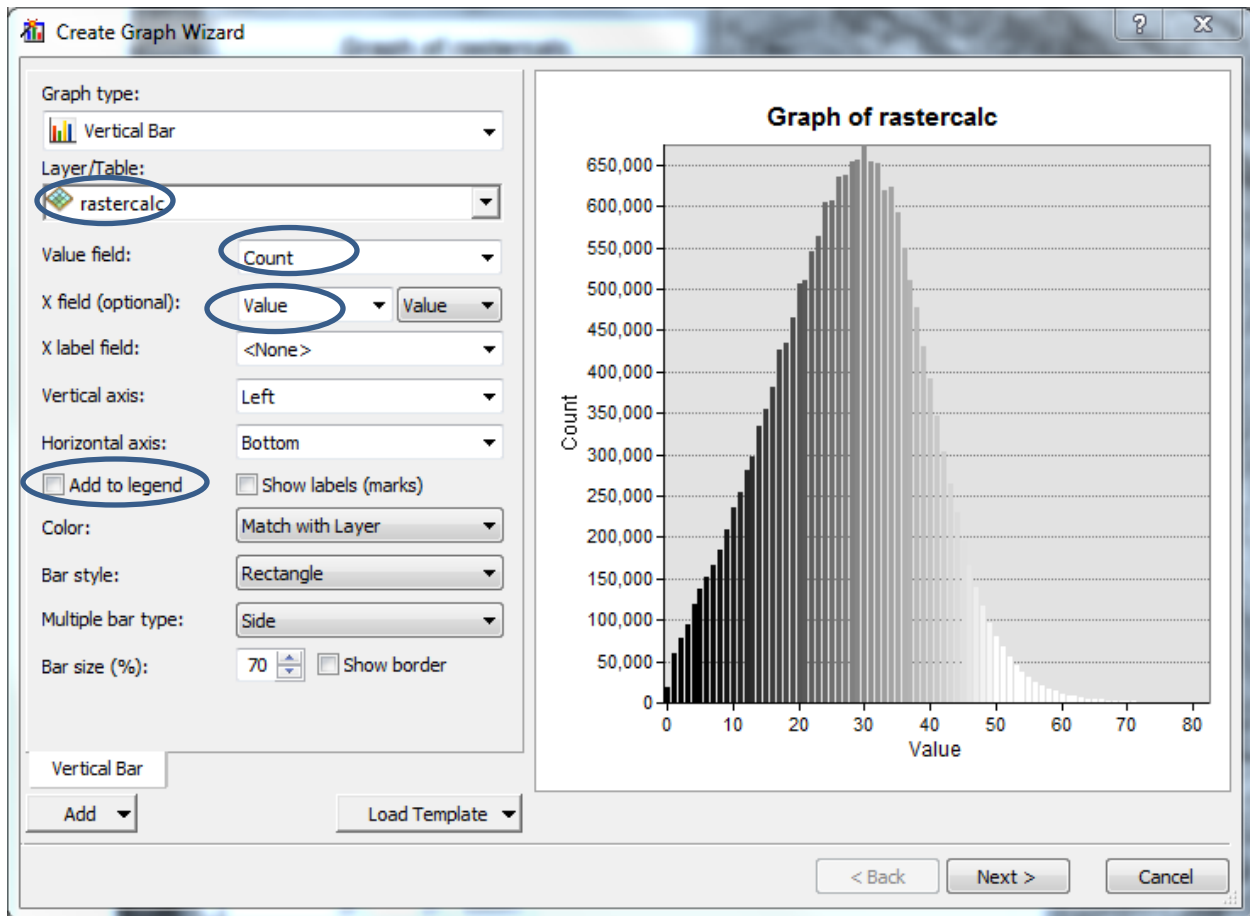 Create Graph Wizard
Graph type:
Vertical Bar
Layer/Table:
rastercalc
Value field:
Count
X field (optional):
Value
Value
X label field:
<None>
Vertical axis:
Left
Horizontal axis:
Bottom
Add to legend
Show labels (marks)
Color:
Match with Layer
Bar style:
Rectangle
Multiple bar type:
Side
Bar size (%):
70
Show border
Vertical Bar
Add
Load Template
Graph of rastercalc
650,000
600,000
550,000
500,000
450,000
400,000
350,000
300,000
250,000
200,000
150,000
100,000
50,000
0
Count
0 10 20 30 40 50 60 70 80
Value
< Back
Next >
Cancel